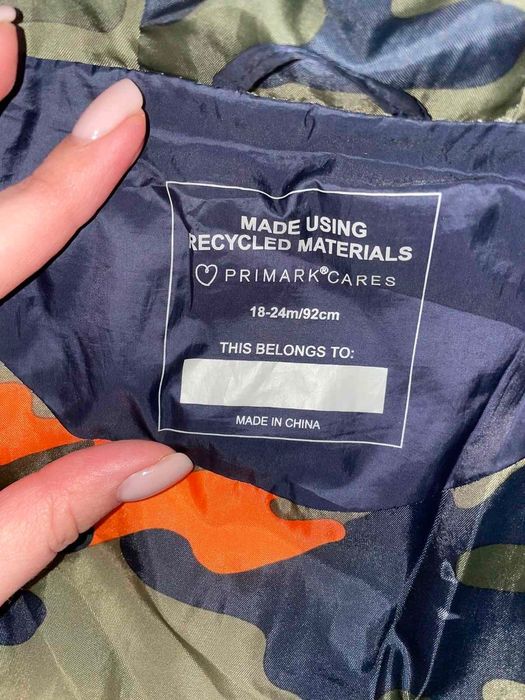 MADE USING
RECYCLED MATERIALS
PRIMARK®CARES
18-24m/92cm
THIS BELONGS TO:
MADE IN CHINA